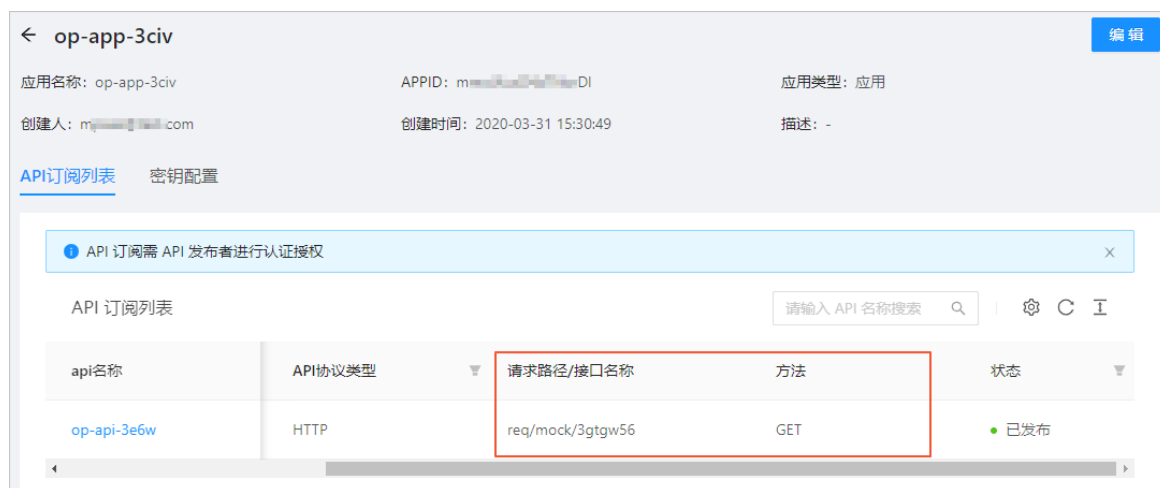 op-app-3civ
编 辑
应用名称：op-app-3civ APPID：m DI 应用类型：应用
创建人：m com 创建时间：2020-03-31 15:30:49 描述：-
API订阅列表 密钥配置
API 订阅需 API 发布者进行认证授权
API 订阅列表 请输入 API 名称搜索
api名称 API协议类型 请求路径/接口名称 方法 状态
op-api-3e6w HTTP req/mock/3gtgw56 GET 已发布